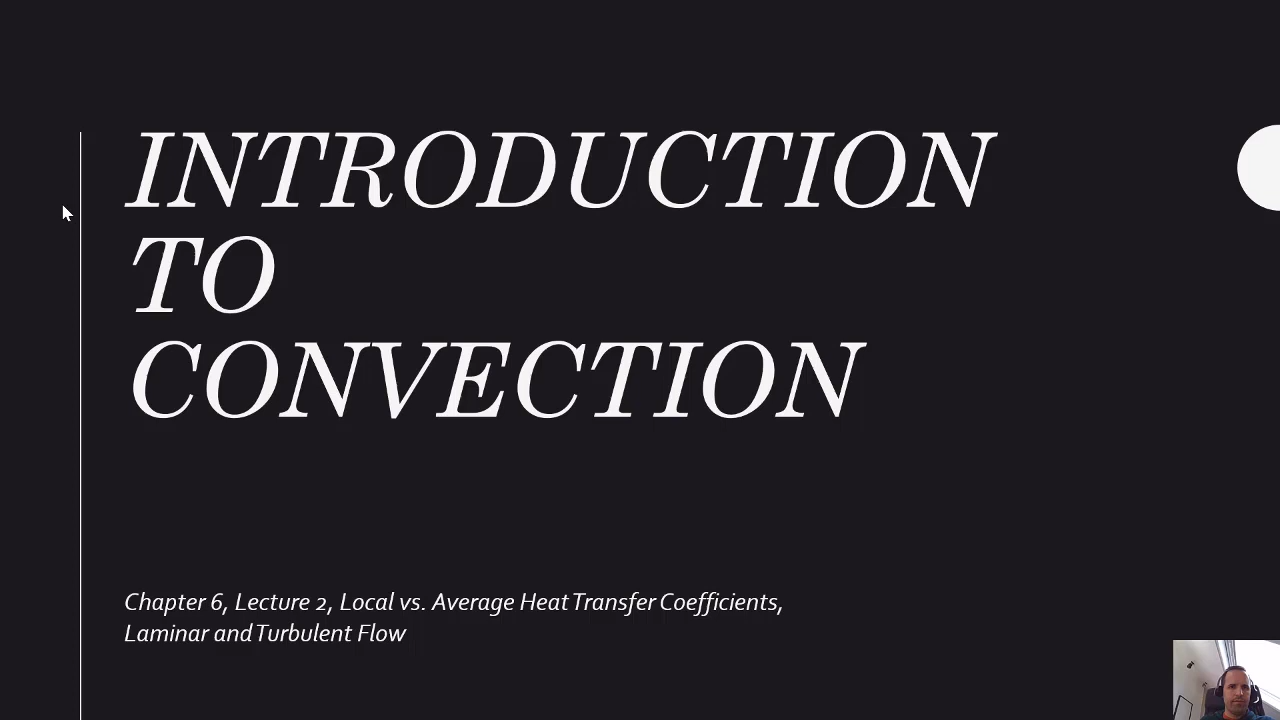 INTRODUCTION
TO
CONVECTION
Chapter 6, Lecture 2, Local vs. Average Heat Transfer Coefficients,
Laminar and Turbulent Flow